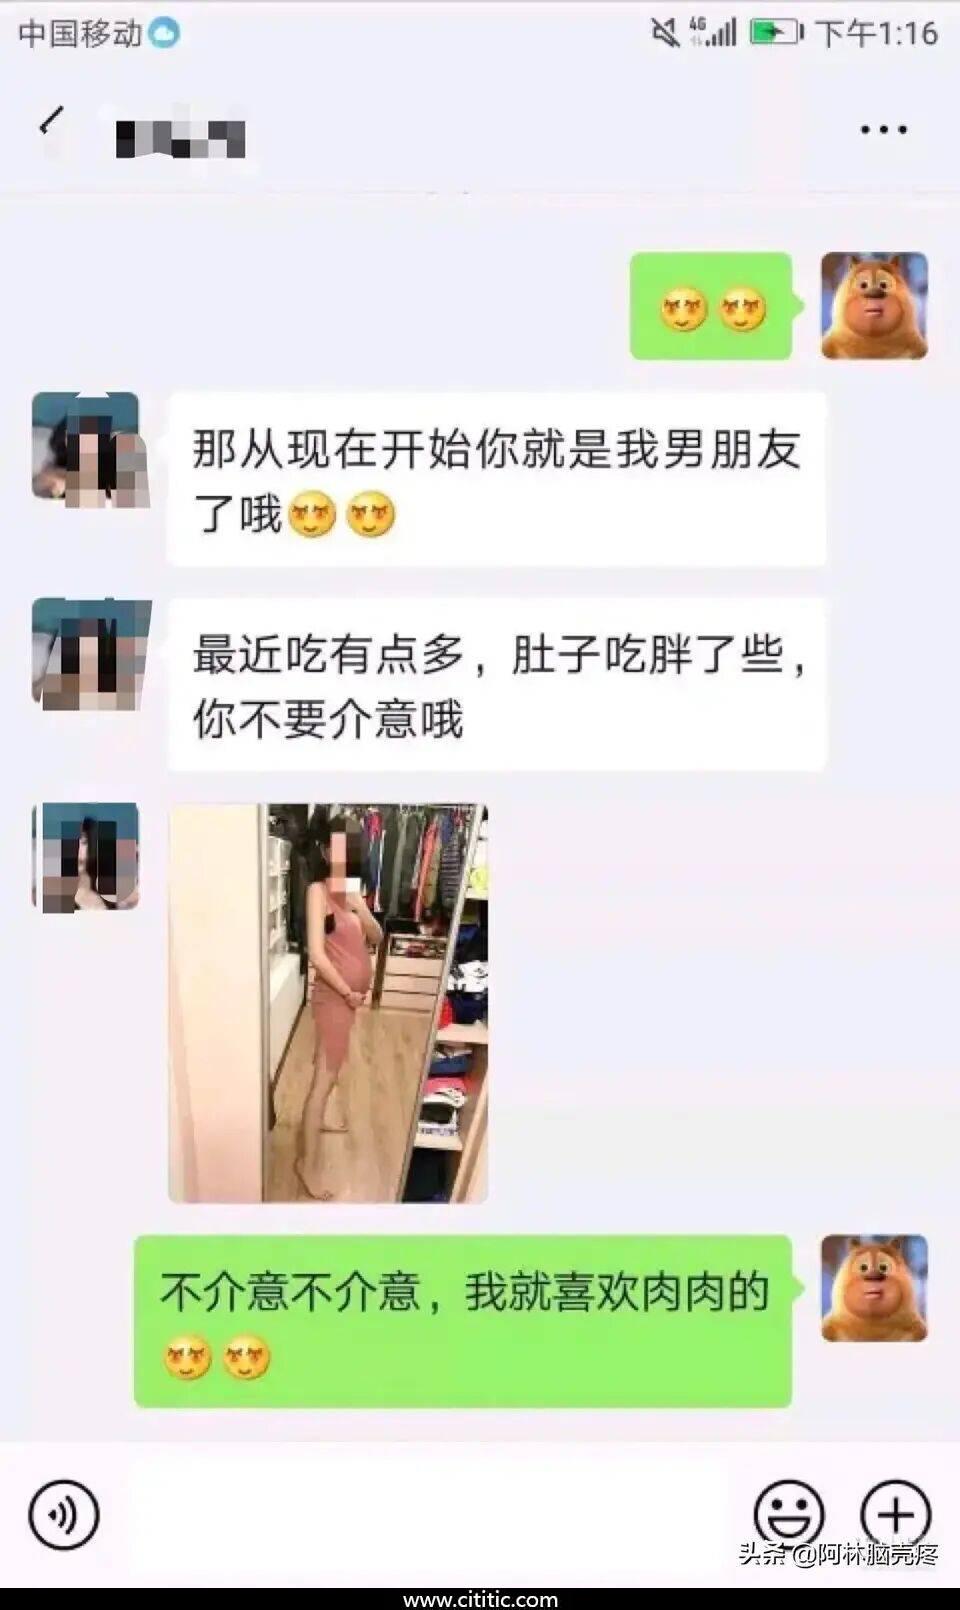 中国移动
4G
下午1:16
那从现在开始你就是我男朋友
了哦
最近吃有点多，肚子吃胖了些，
你不要介意哦
不介意不介意，我就喜欢肉肉的
头条 @阿林脑壳疼
www.cititic.com